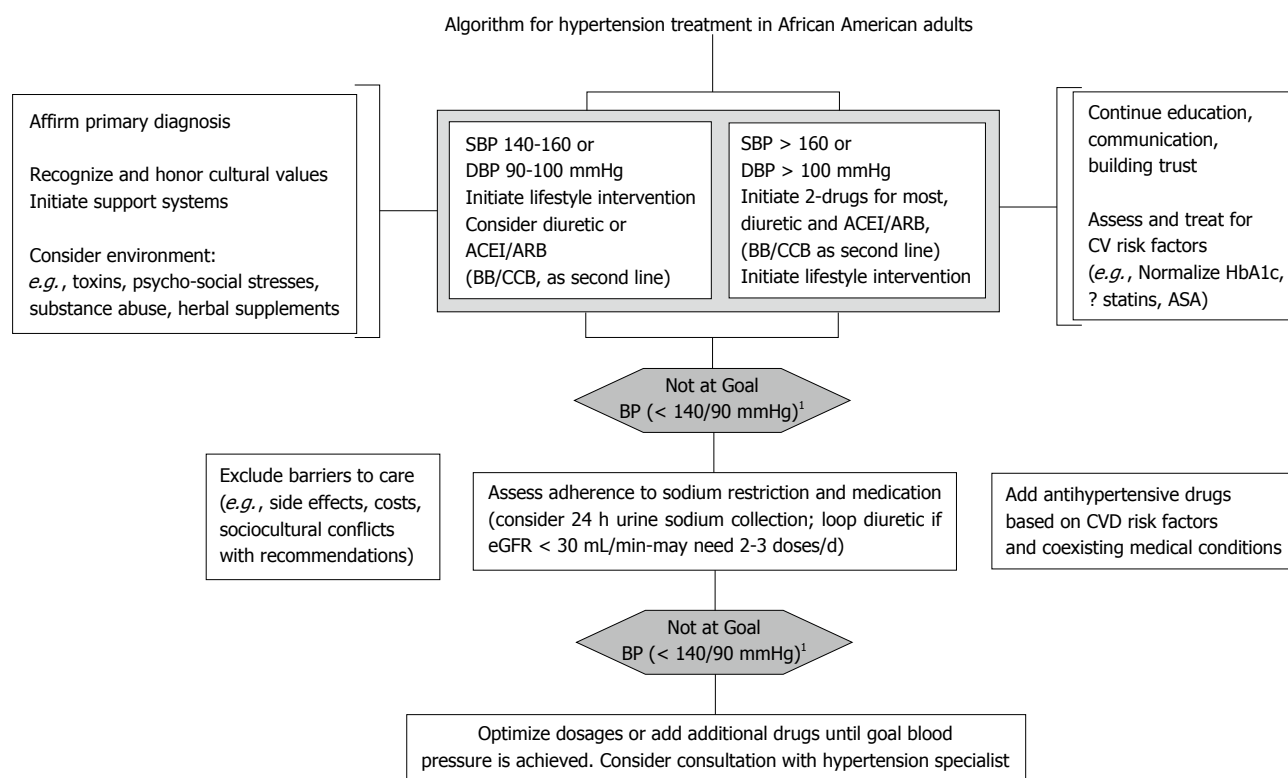 Algorithm for hypertension treatment in African American adults
Affirm primary diagnosis
Recognize and honor cultural values
Initiate support systems
Consider environment:
e.g., toxins, psycho-social stresses,
substance abuse, herbal supplements
SBP 140-160 or
DBP 90-100 mmHg
Initiate lifestyle intervention
Consider diuretic or
ACEI/ARB
(BB/CCB, as second line)
SBP > 160 or
DBP > 100 mmHg
Initiate 2-drugs for most,
diuretic and ACEI/ARB,
(BB/CCB as second line)
Initiate lifestyle intervention
Continue education,
communication,
building trust
Assess and treat for
CV risk factors
(e.g., Normalize HbA1c,
? statins, ASA)
Not at Goal
BP (< 140/90 mmHg)¹
Exclude barriers to care
(e.g., side effects, costs,
sociocultural conflicts
with recommendations)
Assess adherence to sodium restriction and medication
(consider 24 h urine sodium collection; loop diuretic if
eGFR < 30 mL/min-may need 2-3 doses/d)
Add antihypertensive drugs
based on CVD risk factors
and coexisting medical conditions
Not at Goal
BP (< 140/90 mmHg)¹
Optimize dosages or add additional drugs until goal blood
pressure is achieved. Consider consultation with hypertension specialist